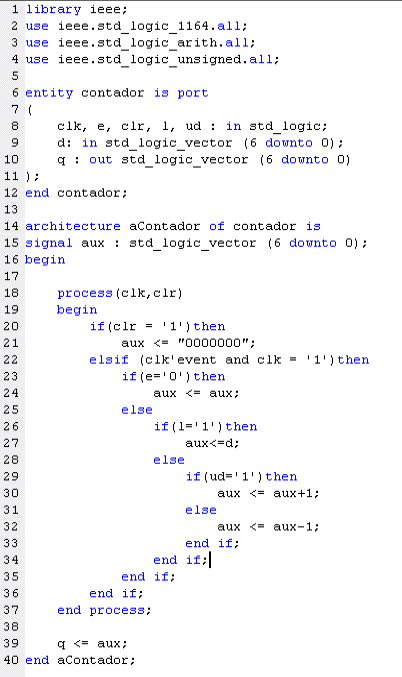 1 library ieee;
2 use ieee.std_logic_1164.all;
3 use ieee.std_logic_arith.all;
4 use ieee.std_logic_unsigned.all;
5
6 entity contador is port
7 (
8     clk, e, clr, l, ud : in std_logic;
9     d: in std_logic_vector (6 downto 0);
10     q : out std_logic_vector (6 downto 0)
11 );
12 end contador;
13
14 architecture aContador of contador is
15 signal aux : std_logic_vector (6 downto 0);
16 begin
17
18     process(clk,clr)
19     begin
20         if(clr = '1')then
21             aux <= "0000000";
22         elsif (clk'event and clk = '1')then
23             if(e='0')then
24                 aux <= aux;
25             else
26                 if(l='1')then
27                     aux<=d;
28                 else
29                     if(ud='1')then
30                         aux <= aux+1;
31                     else
32                         aux <= aux-1;
33                     end if;
34                 end if;
35             end if;
36         end if;
37     end process;
38
39     q <= aux;
40 end aContador;